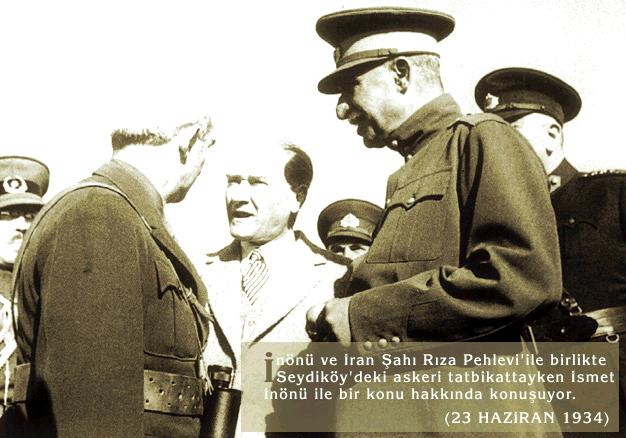 İnönü ve İran Şahı Rıza Pehlevi'ile birlikte
Seydiköy'deki askeri tatbikattayken İsmet
İnönü ile bir konu hakkında konuşuyor.
(23 HAZİRAN 1934)